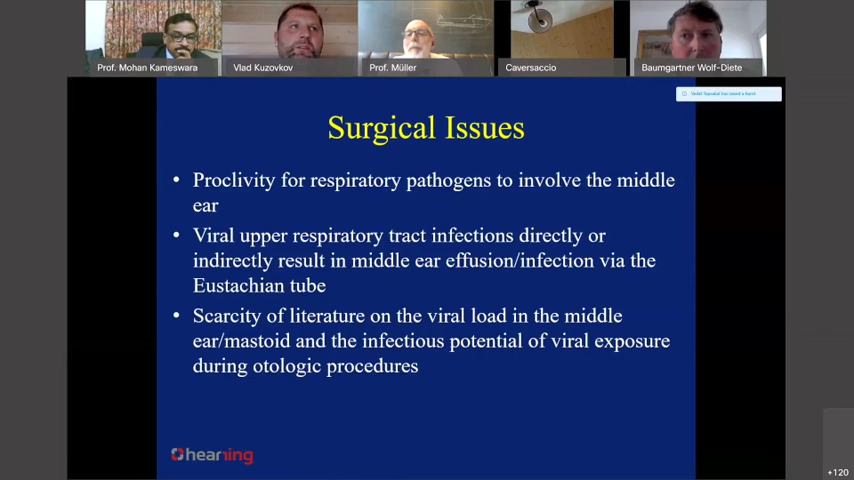 Prof. Mohan Kameswara
Vlad Kuzovkov
Prof. Müller
Caversaccio
Baumgartner Wolf-Diete
Surgical Issues
• Proclivity for respiratory pathogens to involve the middle
ear
• Viral upper respiratory tract infections directly or
indirectly result in middle ear effusion/infection via the
Eustachian tube
• Scarcity of literature on the viral load in the middle
ear/mastoid and the infectious potential of viral exposure
during otologic procedures
hearring
+120